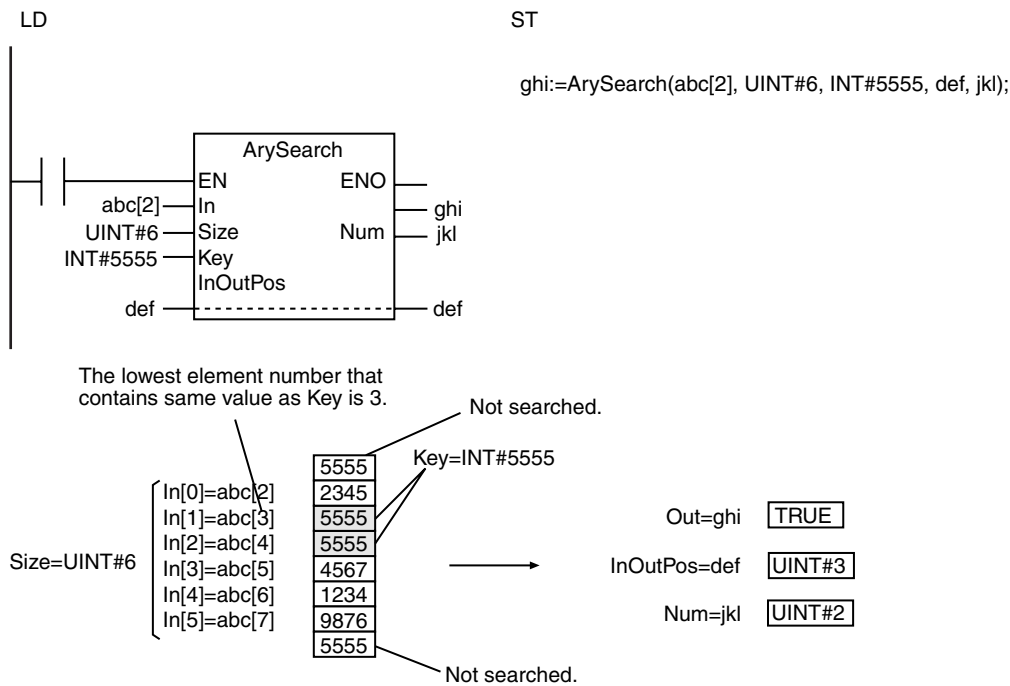 LD
ST
ghi:=ArySearch(abc[2], UINT#6, INT#5555, def, jkl);
ArySearch
EN ENO
abc[2] In ghi
UINT#6 Size Num jkl
INT#5555 Key
InOutPos
def def
The lowest element number that
contains same value as Key is 3.
Not searched.
5555 Key=INT#5555
In[0]=abc[2] 2345
In[1]=abc[3] 5555 Out=ghi TRUE
In[2]=abc[4] 5555
Size=UINT#6 In[3]=abc[5] 4567 InOutPos=def UINT#3
In[4]=abc[6] 1234
In[5]=abc[7] 9876 Num=jkl UINT#2
5555
Not searched.